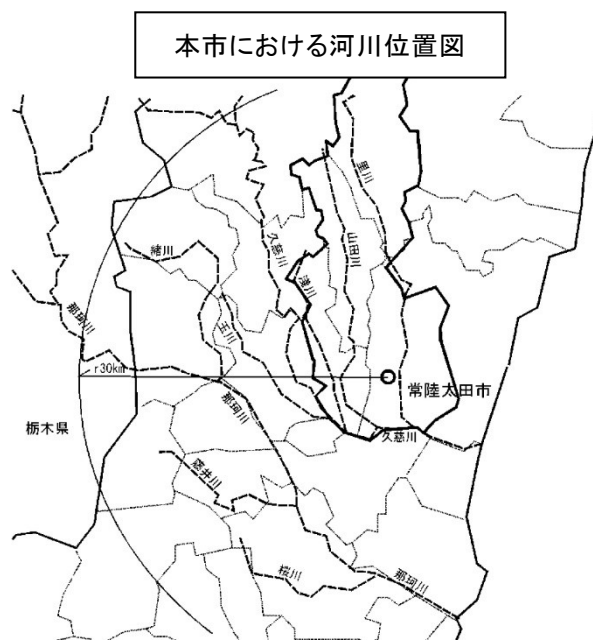 本市における河川位置図
里川
久慈川
山田川
緒川
浅川
那珂川
玉川
r30km
常陸太田市
那珂川
久慈川
栃木県
藤井川
桜川
那珂川